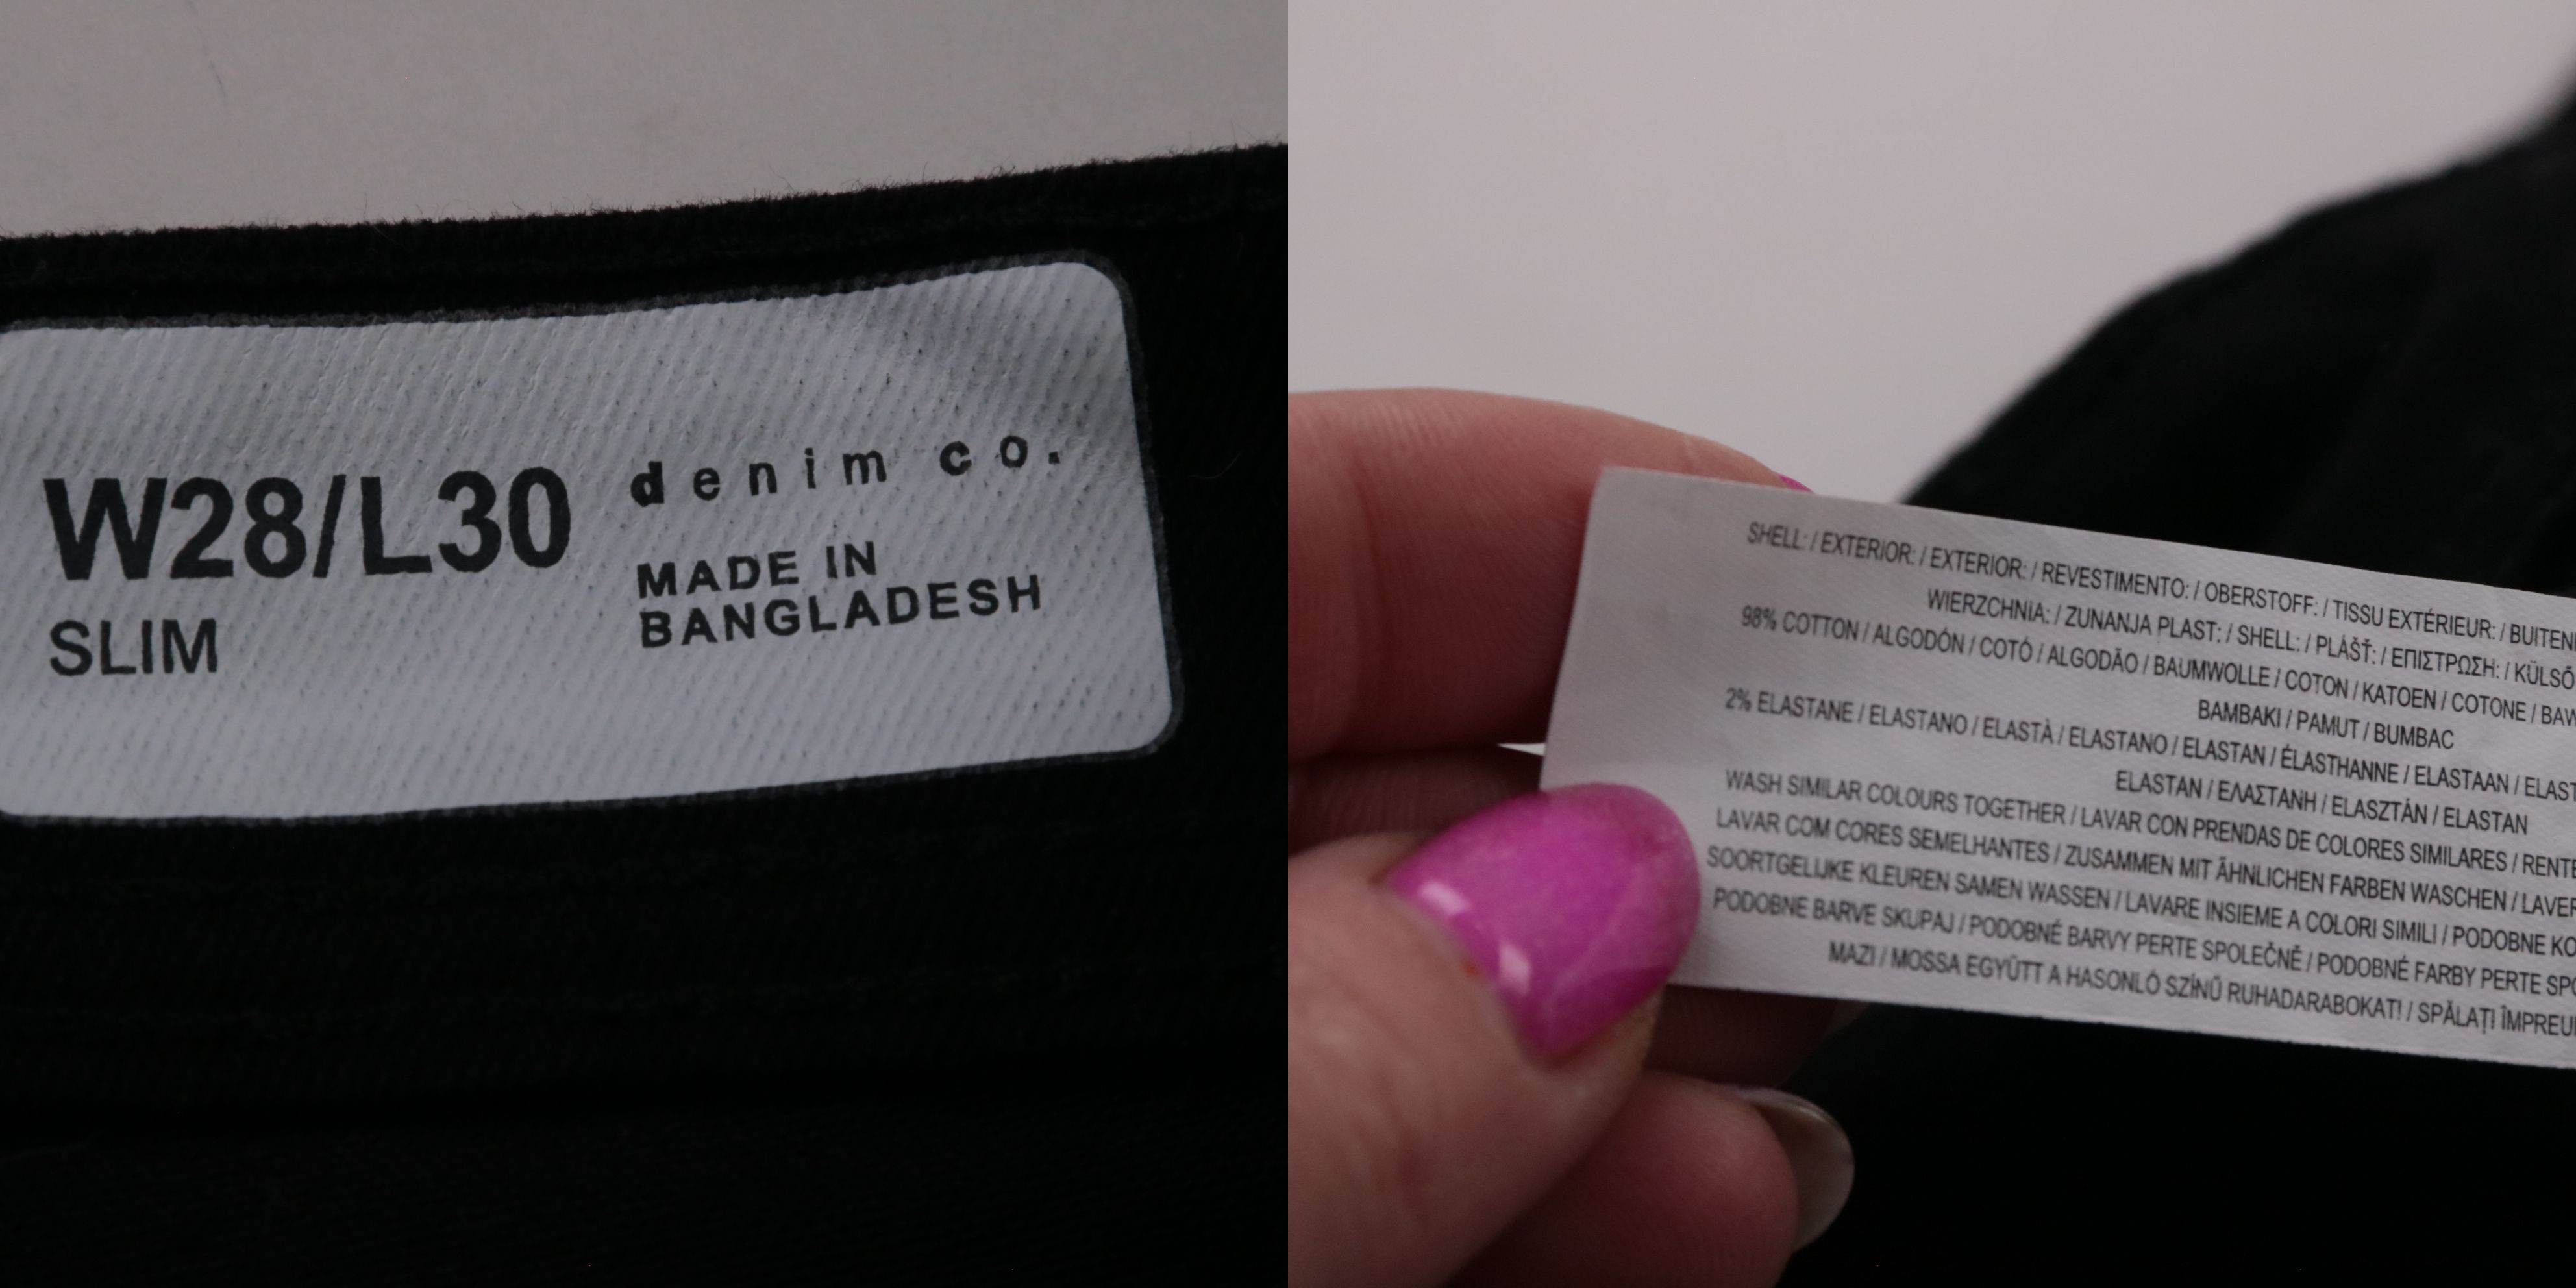 W28/L30
SLIM
denim co.
MADE IN
BANGLADESH
SHELL: / EXTERIOR: / EXTERIOR: / REVESTIMENTO: / OBERSTOFF: / TISSU EXTÉRIEUR: /
WIERZCHNIA: / ZUNANJA PLAST: / SHELL: / PLÁŠŤ: / ΕΠΙΣΤΡΩΣΗ: /
98% COTTON / ALGODÓN / COTÓ / ALGODÃO / BAUMWOLLE / COTON / KATOEN / COTONE /
BAMBAKI / PAMUT / BUMBAC
2% ELASTANE / ELASTANO / ELASTÀ / ELASTANO / ELASTAN / ÉLASTHANNE / ELASTAAN /
ELASTAN / ΕΛΑΣΤΑΝΗ / ELASZTÁN / ELASTAN
WASH SIMILAR COLOURS TOGETHER / LAVAR CON PRENDAS DE COLORES SIMILARES /
LAVAR COM CORES SEMELHANTES / ZUSAMMEN MIT ÄHNLICHEN FARBEN WASCHEN /
SOORTGELIJKE KLEUREN SAMEN WASSEN / LAVARE INSIEME A COLORI SIMILI / PODOBNE
PODOBNE BARVE SKUPAJ / PODOBNÉ BARVY PERTE SPOLEČNĚ / PODOBNÉ FARBY PERTE
MAZI / MOSSA EGYÜTT A HASONLÓ SZÍNŰ RUHADARABOKAT! / SPĂLAȚI